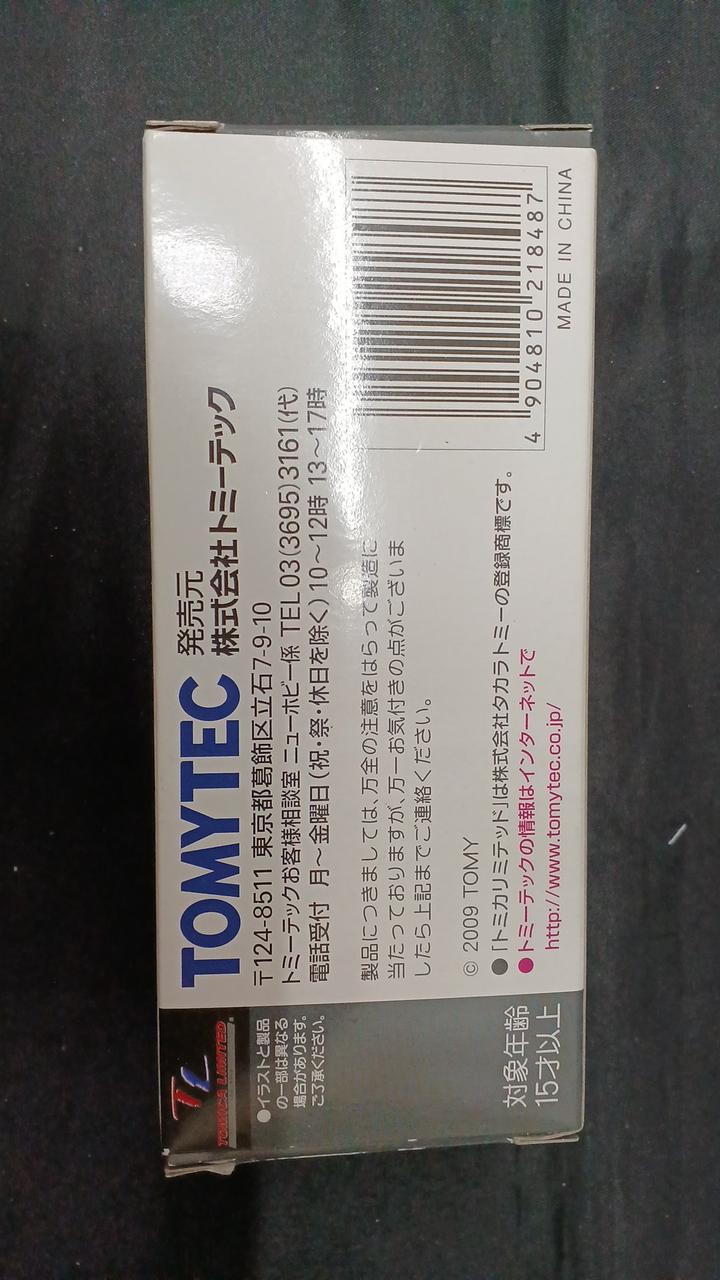 TOMYTEC
発売元
株式会社トミーテック
〒124-8511 東京都葛飾区立石7-9-10
トミーテックお客様相談室 ニューホビー係 TEL 03(3695)3161(代)
電話受付 月〜金曜日(祝・祭・休日を除く) 10〜12時 13〜17時
製品につきましては、万全の注意をはらって製造に
当たっておりますが、万一お気付きの点がございま
したら上記までご連絡ください。
© 2009 TOMY
●「トミカリミテッド」は株式会社タカラトミーの登録商標です。
●トミーテックの情報はインターネットで
http://www.tomytec.co.jp/
4 904810 218487
MADE IN CHINA
TL
TOMICA LIMITED
●イラストと製品
の一部は異なる
場合があります。
ご了承ください。
対象年齢
15才以上